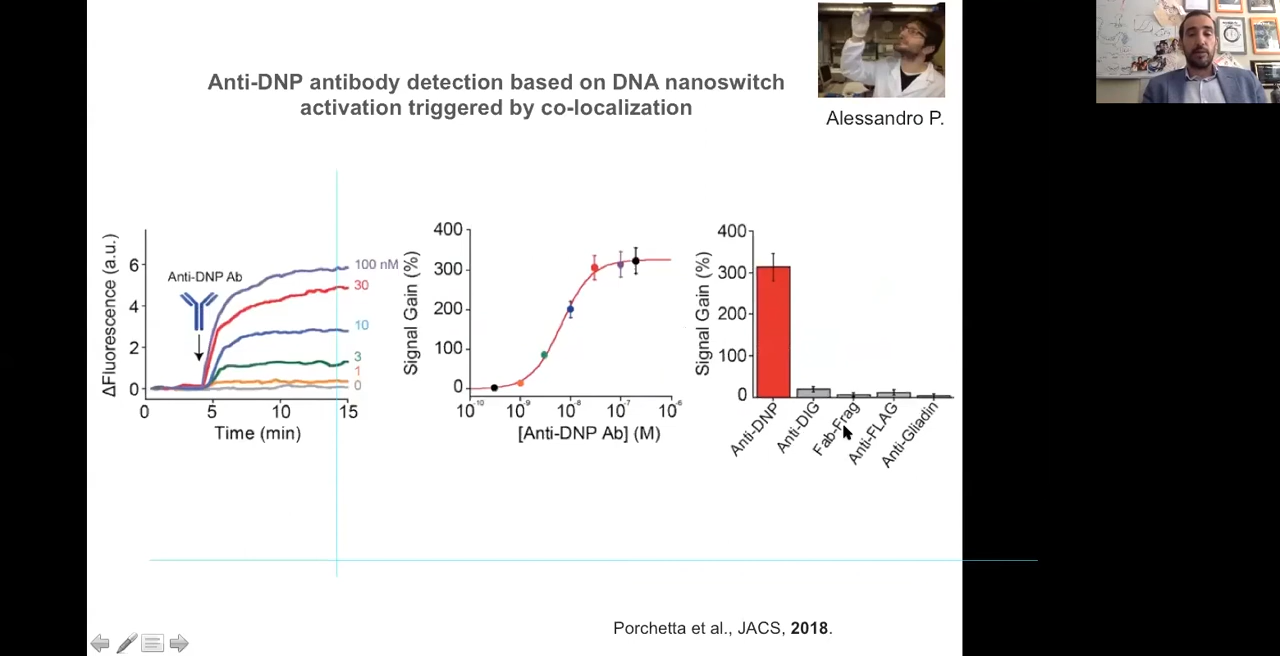 Anti-DNP antibody detection based on DNA nanoswitch
activation triggered by co-localization
Alessandro P.
ΔFluorescence (a.u.)
6
4
2
0
Anti-DNP Ab
100 nM
30
10
3
1
0
0
5
10
15
Time (min)
Signal Gain (%)
400
300
200
100
0
10⁻¹⁰
10⁻⁹
10⁻⁸
10⁻⁷
10⁻⁶
[Anti-DNP Ab] (M)
Signal Gain (%)
400
300
200
100
0
Anti-DNP
Anti-DIG
Fab-Frag
Anti-FLAG
Anti-Gliadin
Porchetta et al., JACS, 2018.